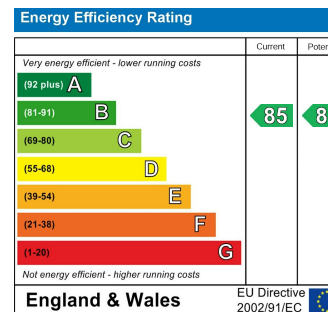 Energy Efficiency Rating
Current
Very energy efficient - lower running costs
(92 plus) A
(81-91) B
85
(69-80) C
(55-68) D
(39-54) E
(21-38) F
(1-20) G
Not energy efficient - higher running costs
England & Wales
EU Directive
2002/91/EC